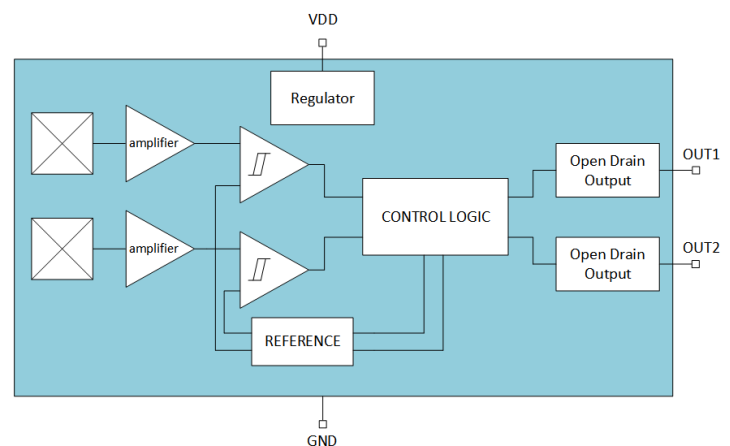 VDD
Regulator
amplifier
Open Drain
Output
OUT1
CONTROL LOGIC
amplifier
Open Drain
Output
OUT2
REFERENCE
GND